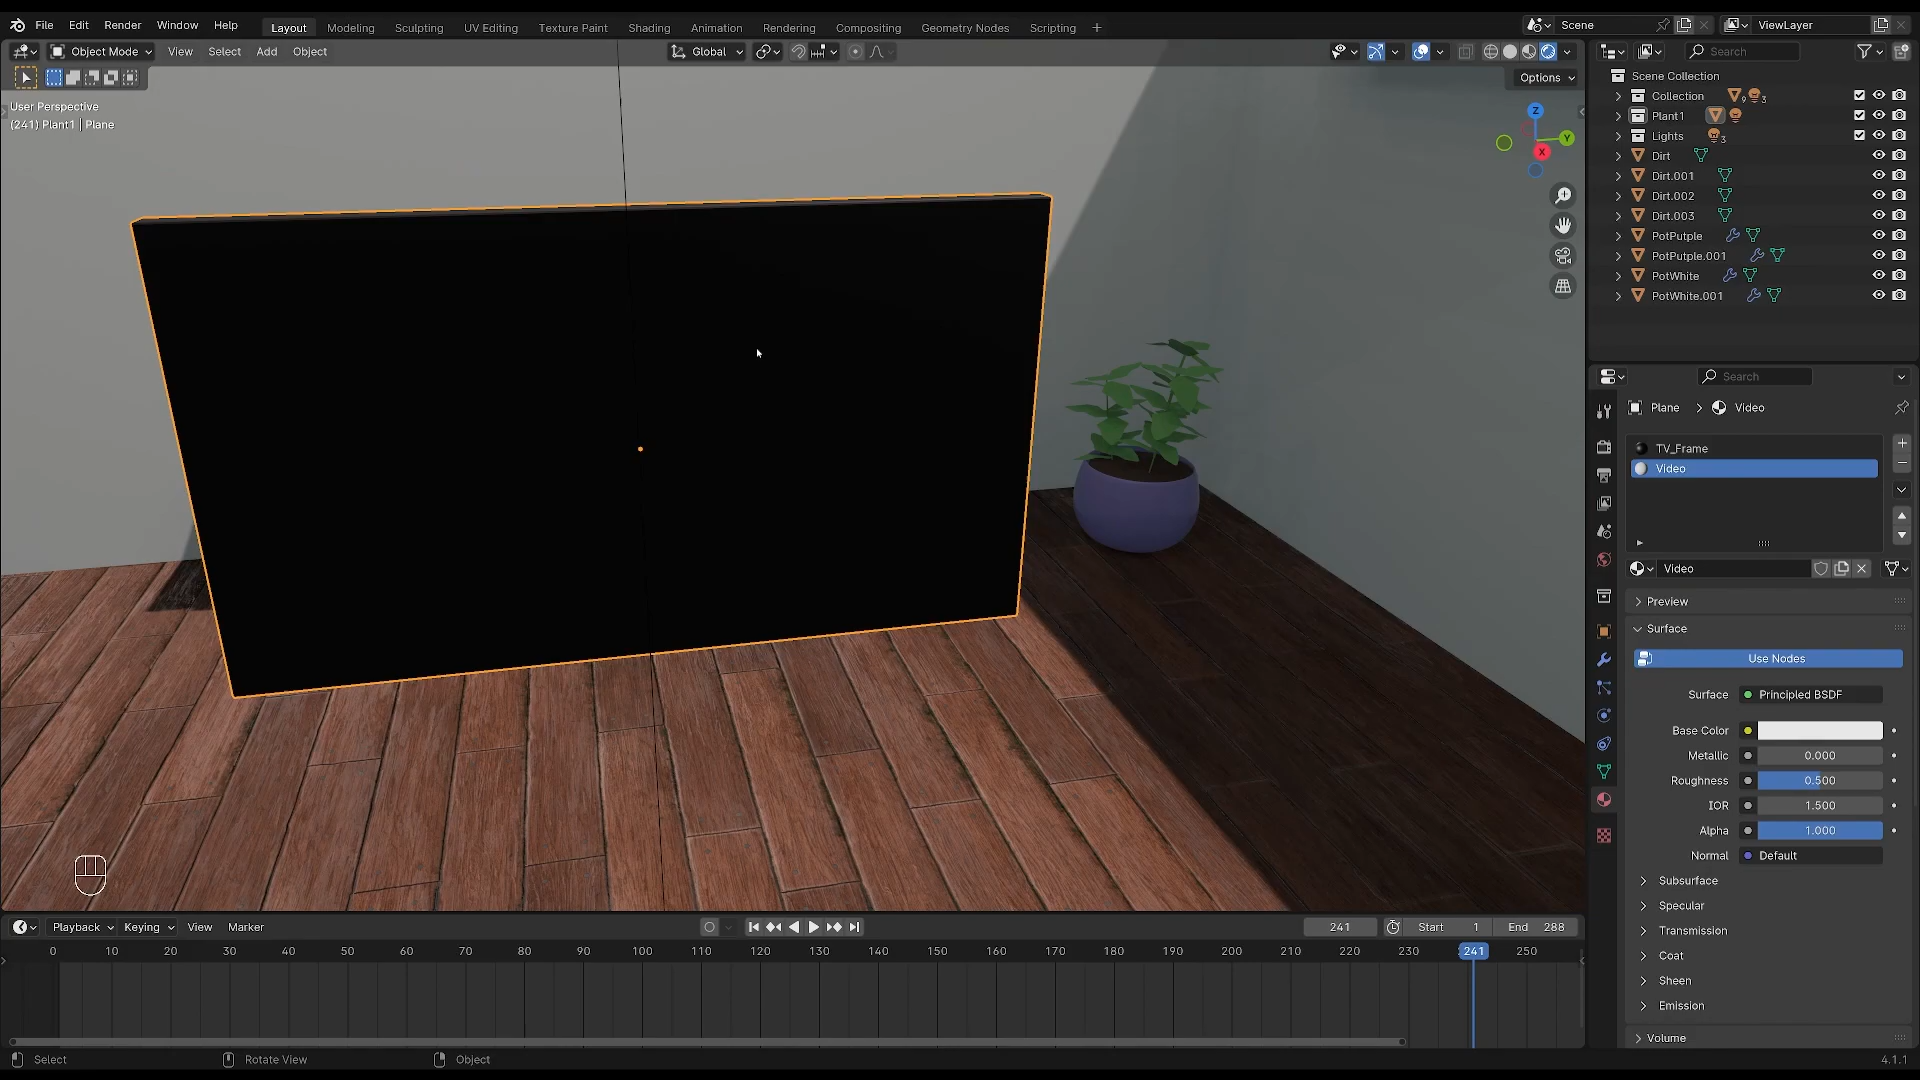 File Edit Render Window Help Layout Modeling Sculpting UV Editing Texture Paint Shading Animation Rendering Compositing Geometry Nodes Scripting Scene ViewLayer
Object Mode View Select Add Object Global Search
Options
User Perspective
(241) Plant1 | Plane
Z
Y
X
Scene Collection
Collection 9 3
Plant1
Lights 3
Dirt
Dirt.001
Dirt.002
Dirt.003
PotPutple
PotPutple.001
PotWhite
PotWhite.001
Search
Plane > Video
TV_Frame
Video
Video
Preview
Surface
Use Nodes
Surface Principled BSDF
Base Color
Metallic 0.000
Roughness 0.500
IOR 1.500
Alpha 1.000
Normal Default
Subsurface
Specular
Transmission
Coat
Sheen
Emission
Volume
Playback Keying View Marker 241 Start 1 End 288
0 10 20 30 40 50 60 70 80 90 100 110 120 130 140 150 160 170 180 190 200 210 220 230 241 250
Select Rotate View Object 4.1.1